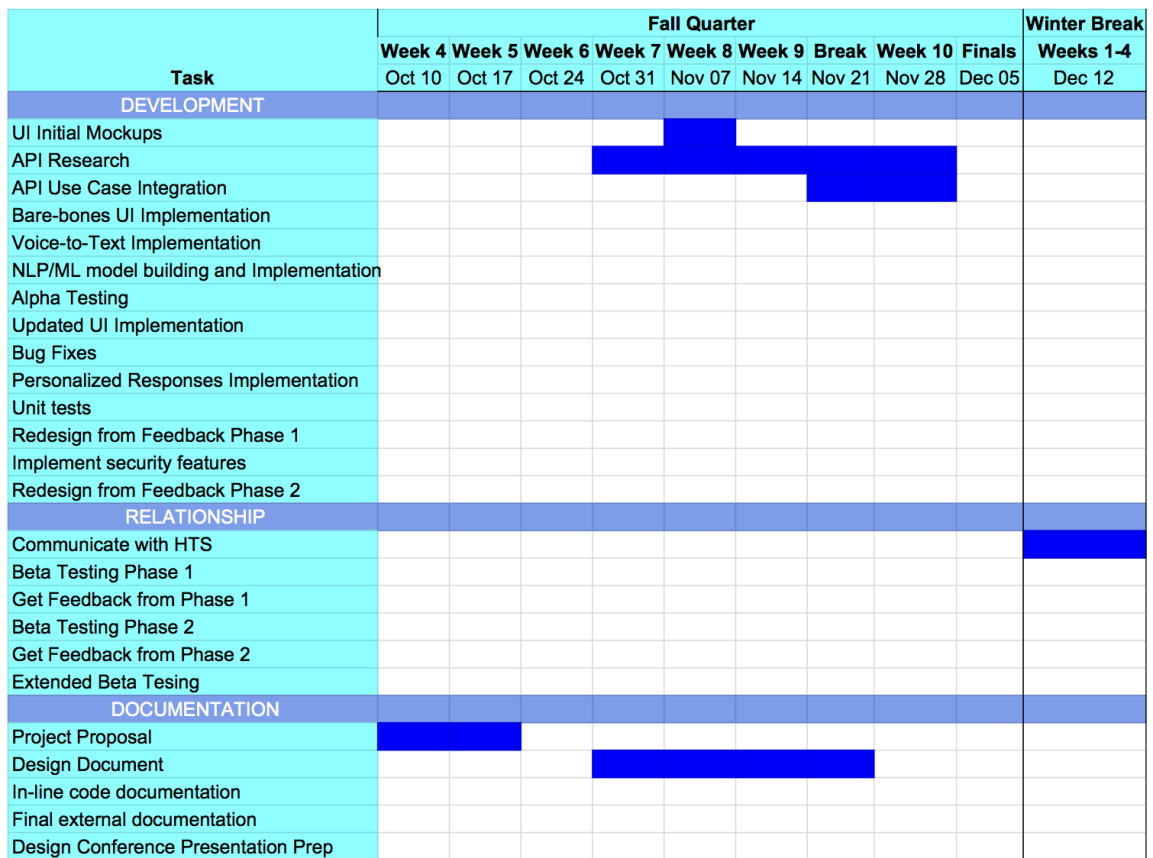 Fall Quarter Winter Break
Week 4 Week 5 Week 6 Week 7 Week 8 Week 9 Break Week 10 Finals Weeks 1-4
Task Oct 10 Oct 17 Oct 24 Oct 31 Nov 07 Nov 14 Nov 21 Nov 28 Dec 05 Dec 12
DEVELOPMENT
UI Initial Mockups
API Research
API Use Case Integration
Bare-bones UI Implementation
Voice-to-Text Implementation
NLP/ML model building and Implementation
Alpha Testing
Updated UI Implementation
Bug Fixes
Personalized Responses Implementation
Unit tests
Redesign from Feedback Phase 1
Implement security features
Redesign from Feedback Phase 2
RELATIONSHIP
Communicate with HTS
Beta Testing Phase 1
Get Feedback from Phase 1
Beta Testing Phase 2
Get Feedback from Phase 2
Extended Beta Tesing
DOCUMENTATION
Project Proposal
Design Document
In-line code documentation
Final external documentation
Design Conference Presentation Prep